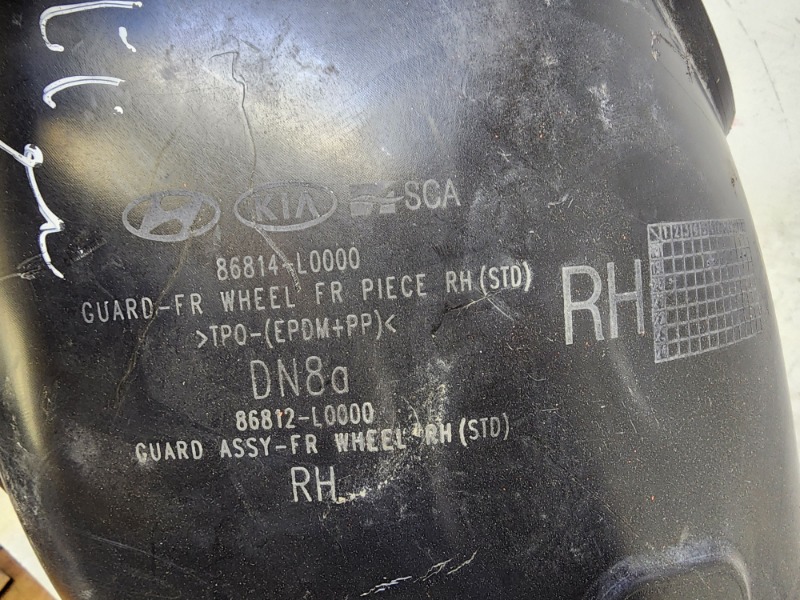 KIA SCA
86814-L0000
GUARD-FR WHEEL FR PIECE RH(STD)
>TPO-(EPDM+PP)<
DN8a
86812-L0000
GUARD ASSY-FR WHEEL RH(STD)
RH
RH